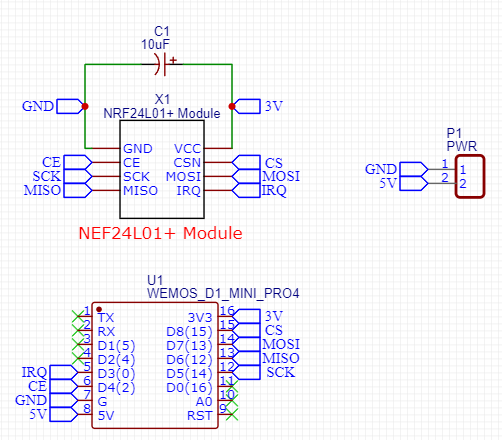 C1
10uF
+
GND
3V
X1
NRF24L01+ Module
GND VCC
CE CE CSN CS
SCK SCK MOSI MOSI
MISO MISO IRQ IRQ
NEF24L01+ Module
P1
PWR
GND 1 1
5V 2 2
U1
WEMOS_D1_MINI_PRO4
1 TX 3V3 16 3V
2 RX D8(15) 15 CS
3 D1(5) D7(13) 14 MOSI
4 D2(4) D6(12) 13 MISO
IRQ 5 D3(0) D5(14) 12 SCK
CE 6 D4(2) D0(16) 11
GND 7 G A0 10
5V 8 5V RST 9